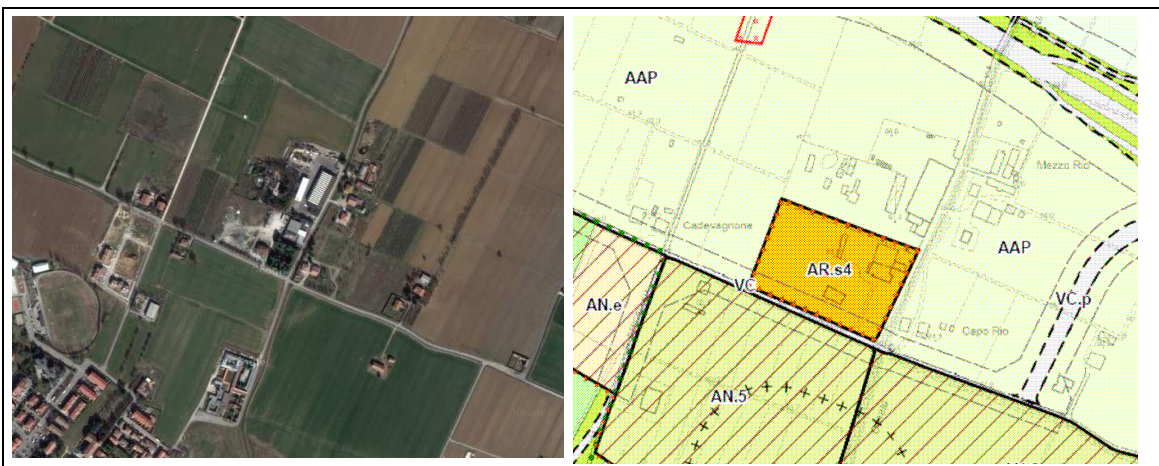 AAP
Mezzo Rio
Cadevagnone
AAP
AR.s4
VC
AN.e
VC.p
Capo Rio
AN.5